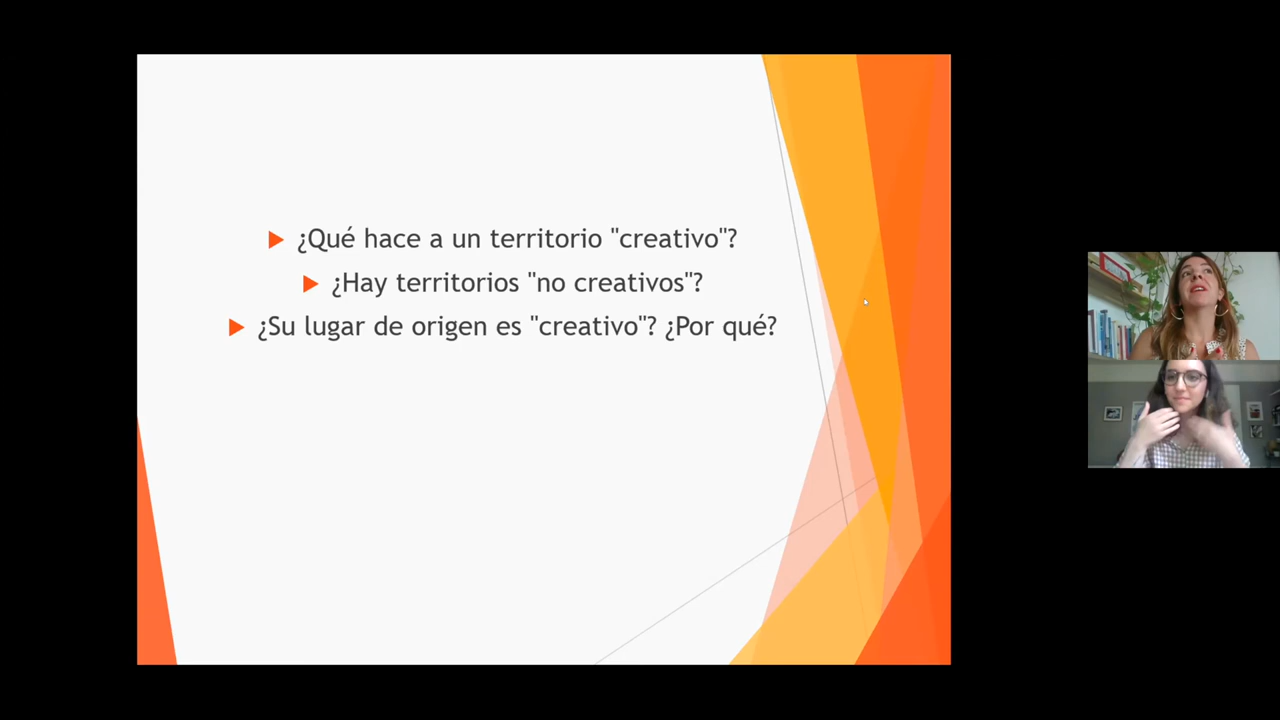 ¿Qué hace a un territorio "creativo"?
¿Hay territorios "no creativos"?
¿Su lugar de origen es "creativo"? ¿Por qué?